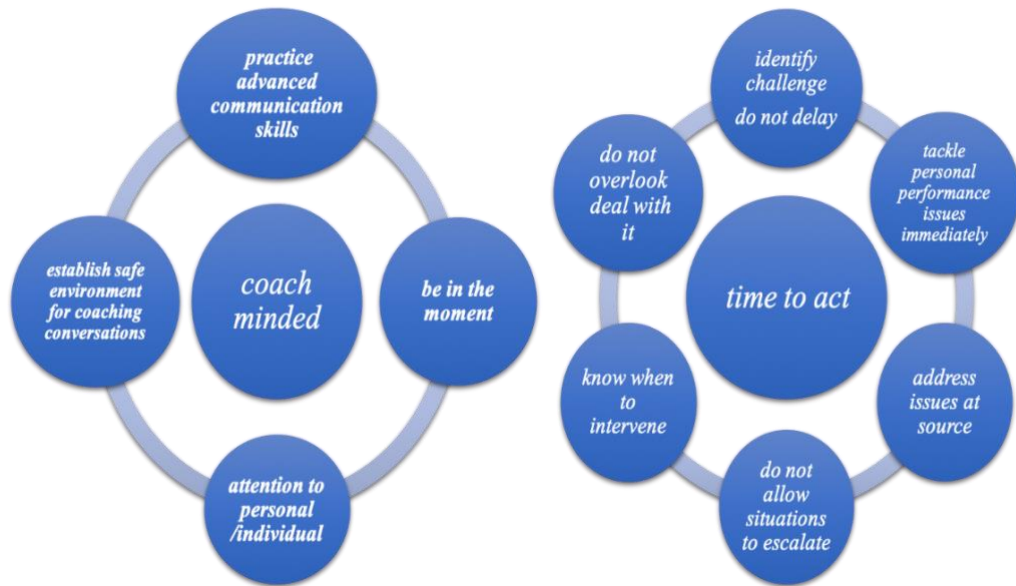 practice
advanced
communication
skills
establish safe
environment
for coaching
conversations
coach
minded
be in the
moment
attention to
personal
/individual
identify
challenge
do not delay
do not
overlook
deal with
it
tackle
personal
performance
issues
immediately
time to act
know when
to
intervene
address
issues at
source
do not
allow
situations
to escalate